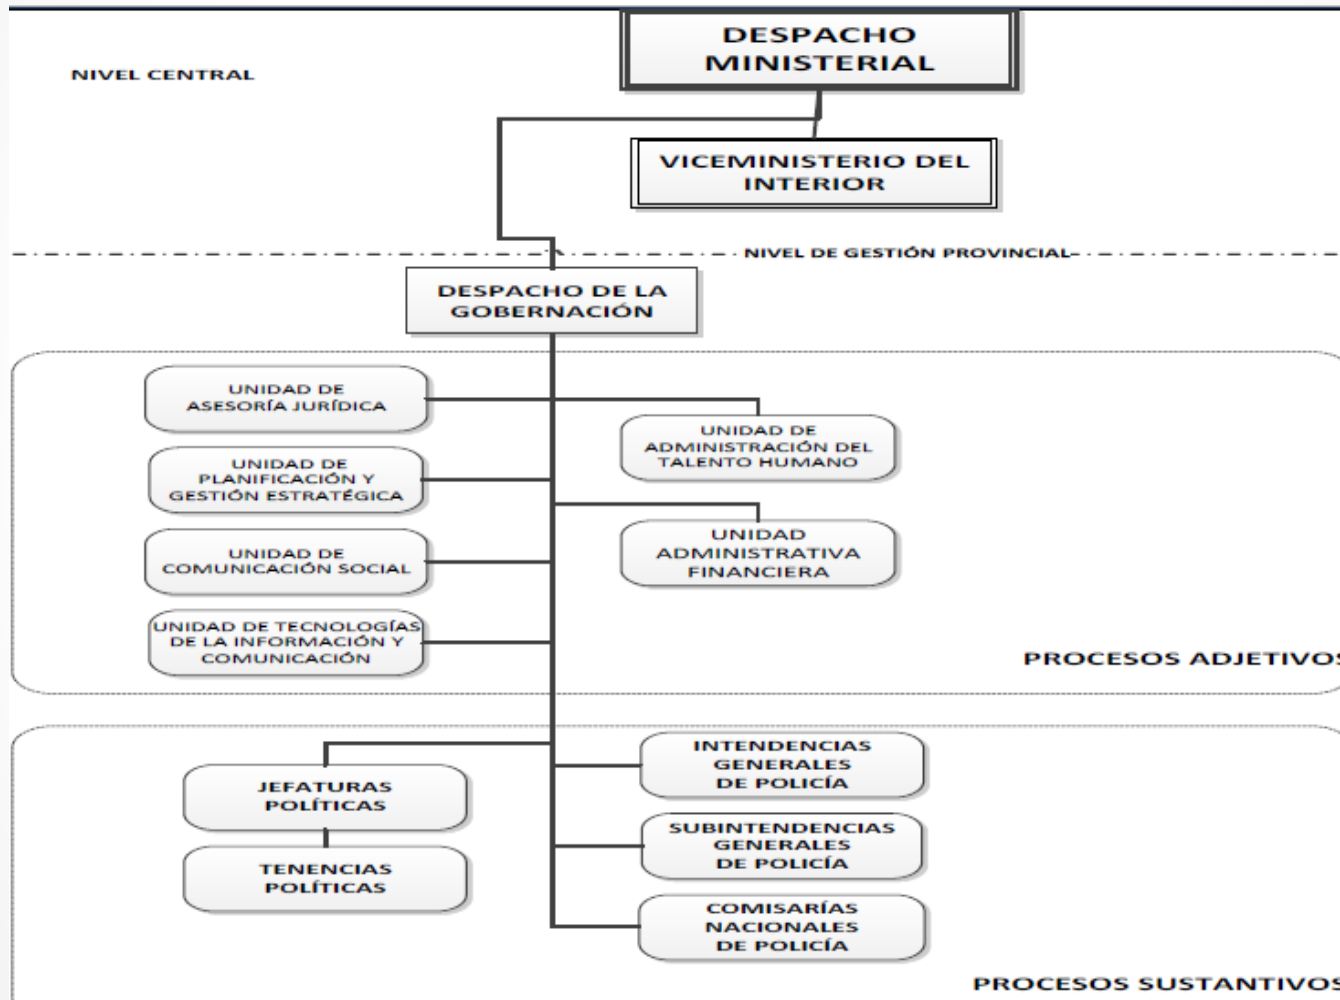 DESPACHO
MINISTERIAL
NIVEL CENTRAL
VICEMINISTERIO DEL
INTERIOR
NIVEL DE GESTIÓN PROVINCIAL
DESPACHO DE LA
GOBERNACIÓN
UNIDAD DE
ASESORÍA JURÍDICA
UNIDAD DE
ADMINISTRACIÓN DEL
TALENTO HUMANO
UNIDAD DE
PLANIFICACIÓN Y
GESTIÓN ESTRATÉGICA
UNIDAD
ADMINISTRATIVA
FINANCIERA
UNIDAD DE
COMUNICACIÓN SOCIAL
UNIDAD DE TECNOLOGÍAS
DE LA INFORMACIÓN Y
COMUNICACIÓN
PROCESOS ADJETIVOS
INTENDENCIAS
GENERALES
DE POLICÍA
JEFATURAS
POLÍTICAS
SUBINTENDENCIAS
GENERALES
DE POLICÍA
TENENCIAS
POLÍTICAS
COMISARÍAS
NACIONALES
DE POLICÍA
PROCESOS SUSTANTIVOS